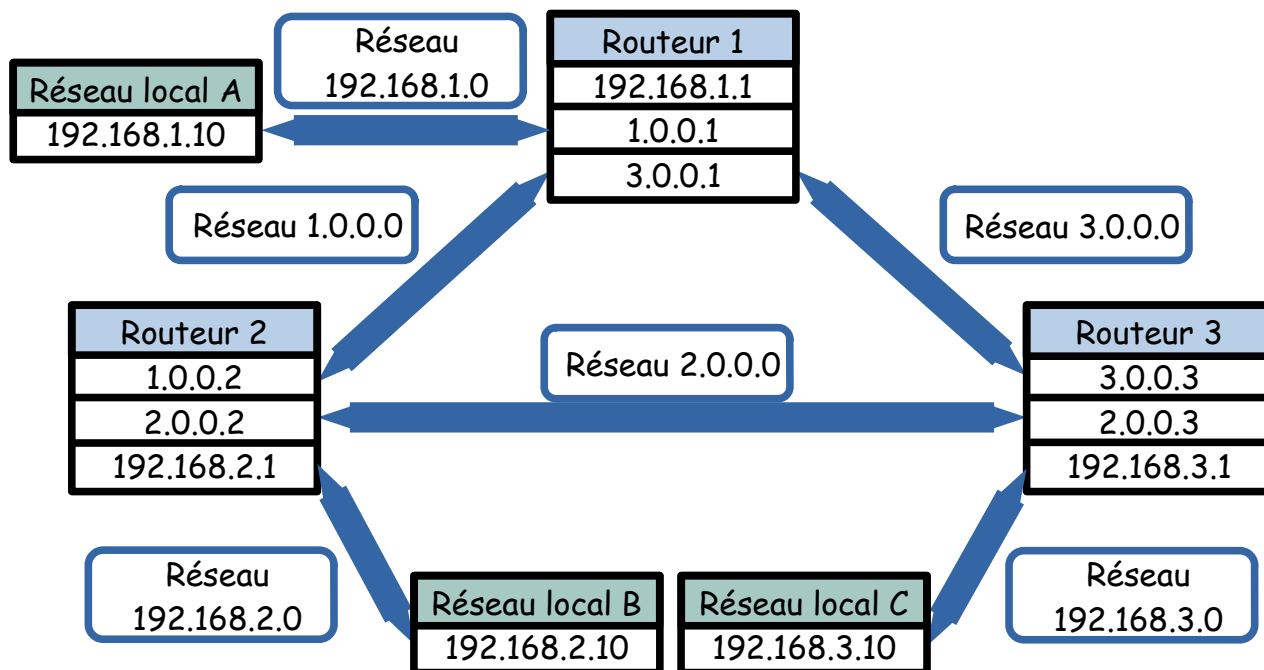 Réseau
192.168.1.0
Routeur 1
192.168.1.1
1.0.0.1
3.0.0.1
Réseau local A
192.168.1.10
Réseau 1.0.0.0
Réseau 3.0.0.0
Routeur 2
1.0.0.2
2.0.0.2
192.168.2.1
Réseau 2.0.0.0
Routeur 3
3.0.0.3
2.0.0.3
192.168.3.1
Réseau
192.168.2.0
Réseau local B
192.168.2.10
Réseau local C
192.168.3.10
Réseau
192.168.3.0